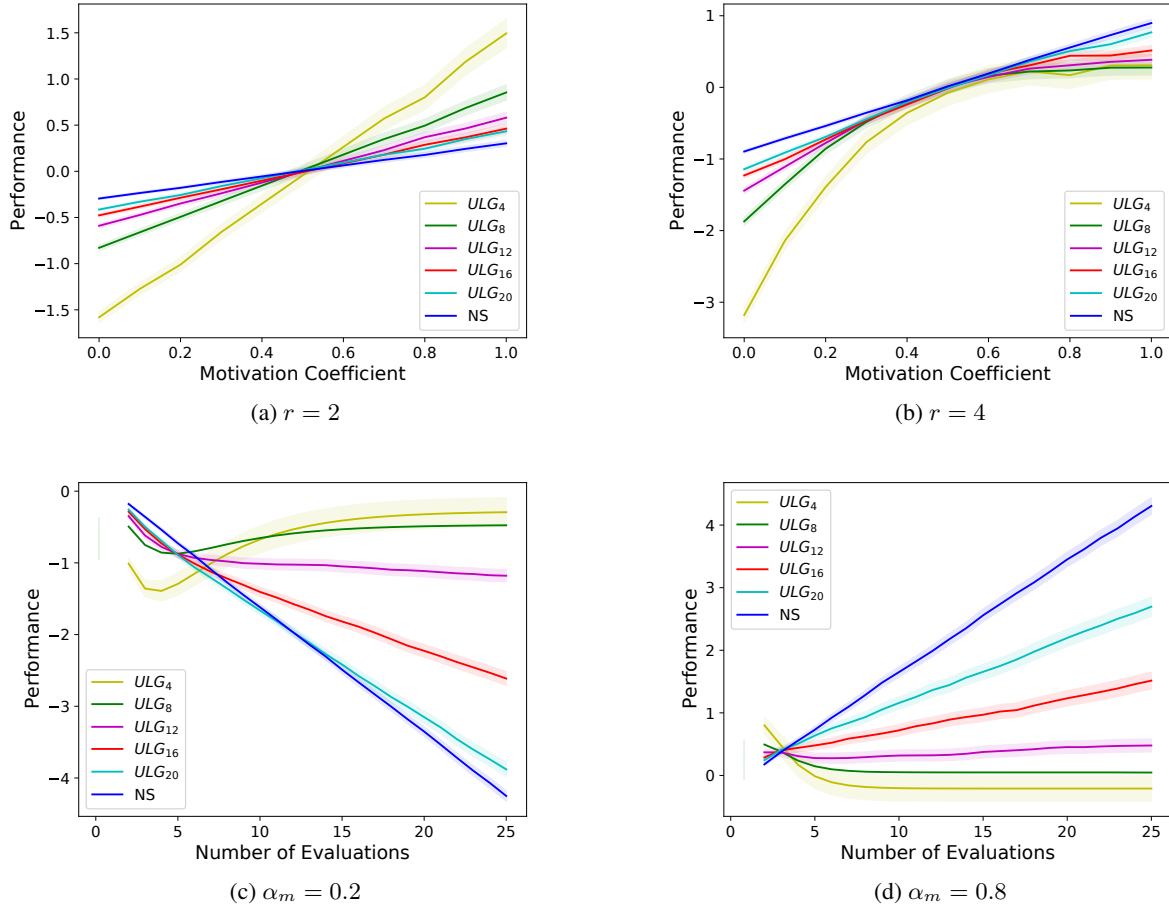 1.5
1.0
0.5
0.0
−0.5
−1.0
−1.5
Performance
0.0 0.2 0.4 0.6 0.8 1.0
Motivation Coefficient
ULG4
ULG8
ULG12
ULG16
ULG20
NS
(a) r = 2
1
0
−1
−2
−3
Performance
0.0 0.2 0.4 0.6 0.8 1.0
Motivation Coefficient
ULG4
ULG8
ULG12
ULG16
ULG20
NS
(b) r = 4
0
−1
−2
−3
−4
Performance
0 5 10 15 20 25
Number of Evaluations
ULG4
ULG8
ULG12
ULG16
ULG20
NS
(c) αm = 0.2
4
3
2
1
0
Performance
0 5 10 15 20 25
Number of Evaluations
ULG4
ULG8
ULG12
ULG16
ULG20
NS
(d) αm = 0.8